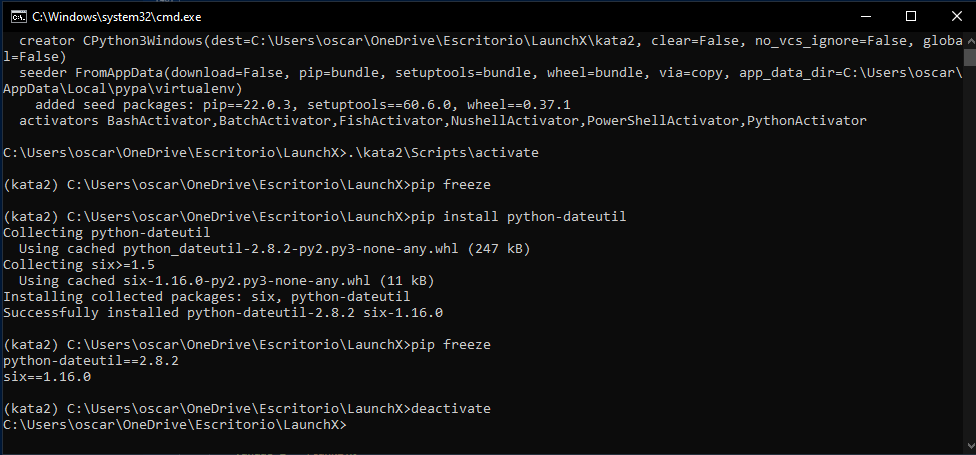 C:\Windows\system32\cmd.exe
creator CPython3Windows(dest=C:\Users\oscar\OneDrive\Escritorio\LaunchX\kata2, clear=False, no_vcs_ignore=False, globa
l=False)
seeder FromAppData(download=False, pip=bundle, setuptools=bundle, wheel=bundle, via=copy, app_data_dir=C:\Users\oscar\
AppData\Local\pypa\virtualenv)
added seed packages: pip==22.0.3, setuptools==60.6.0, wheel==0.37.1
activators BashActivator,BatchActivator,FishActivator,NushellActivator,PowerShellActivator,PythonActivator
C:\Users\oscar\OneDrive\Escritorio\LaunchX>.\kata2\Scripts\activate
(kata2) C:\Users\oscar\OneDrive\Escritorio\LaunchX>pip freeze
(kata2) C:\Users\oscar\OneDrive\Escritorio\LaunchX>pip install python-dateutil
Collecting python-dateutil
Using cached python_dateutil-2.8.2-py2.py3-none-any.whl (247 kB)
Collecting six>=1.5
Using cached six-1.16.0-py2.py3-none-any.whl (11 kB)
Installing collected packages: six, python-dateutil
Successfully installed python-dateutil-2.8.2 six-1.16.0
(kata2) C:\Users\oscar\OneDrive\Escritorio\LaunchX>pip freeze
python-dateutil==2.8.2
six==1.16.0
(kata2) C:\Users\oscar\OneDrive\Escritorio\LaunchX>deactivate
C:\Users\oscar\OneDrive\Escritorio\LaunchX>